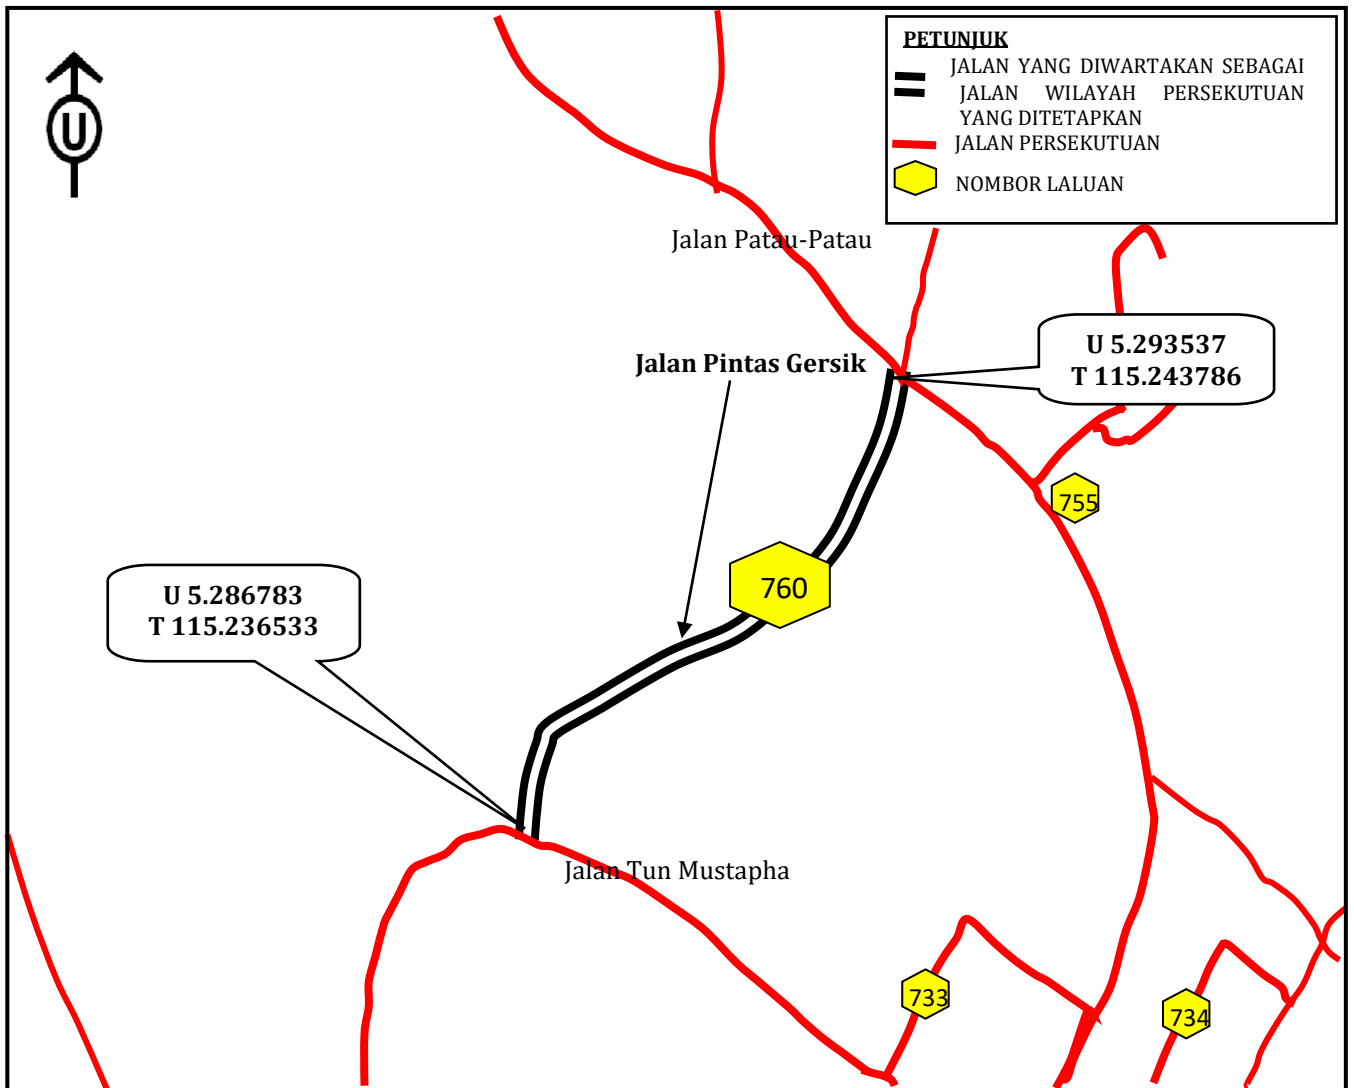 U
PETUNJUK
JALAN YANG DIWARTAKAN SEBAGAI
JALAN WILAYAH PERSEKUTUAN
YANG DITETAPKAN
JALAN PERSEKUTUAN
NOMBOR LALUAN
Jalan Patau-Patau
Jalan Pintas Gersik
U 5.293537
T 115.243786
755
760
U 5.286783
T 115.236533
Jalan Tun Mustapha
733
734